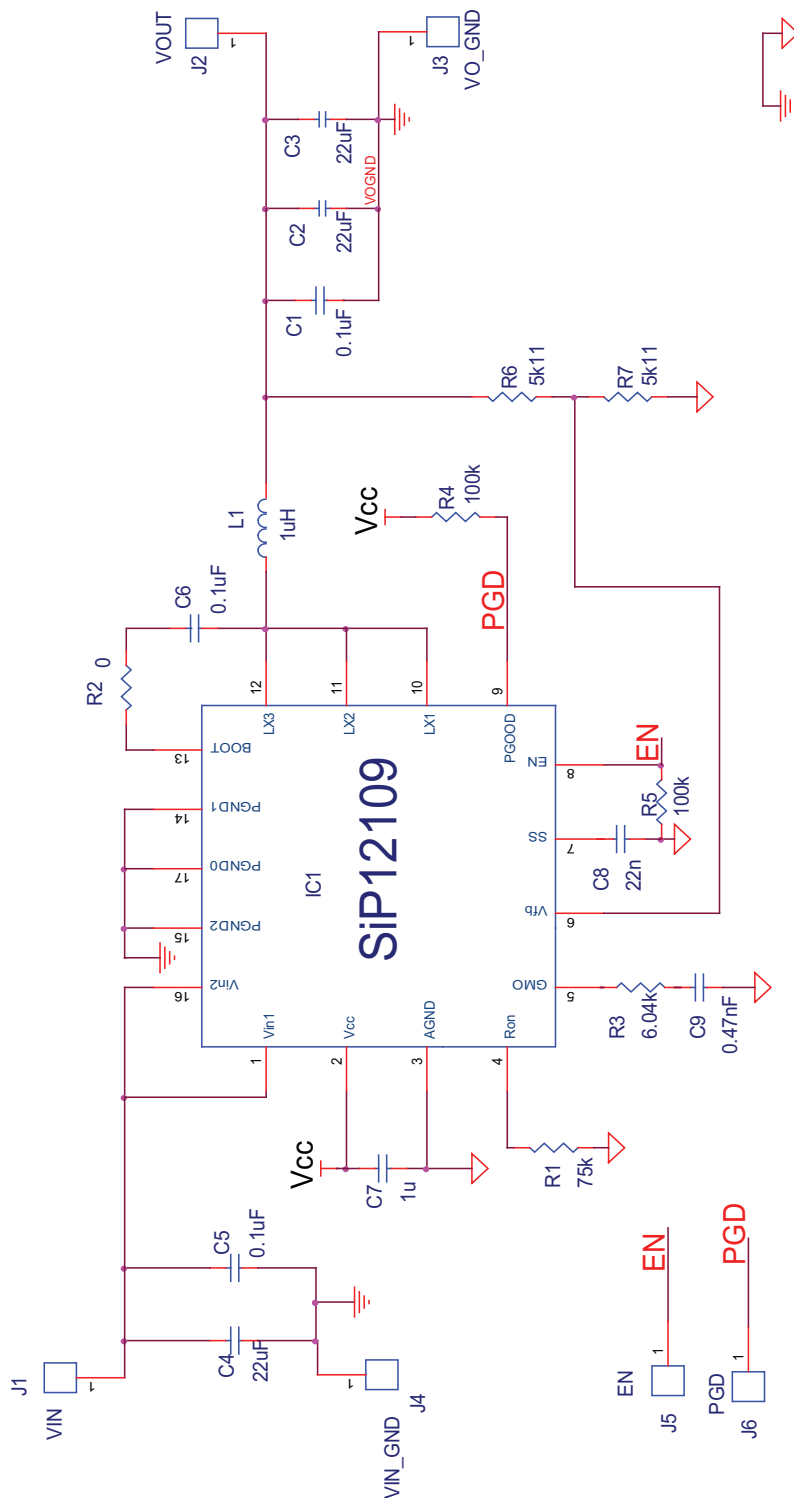 J1
VIN
1
C4
22uF
C5
0.1uF
1
J4
VIN_GND
Vcc
C7
1u
R1
75k
EN
J5
1
EN
PGD
J6
1
PGD
IC1
SiP12109
1
Vin1
2
Vcc
3
AGND
4
Ron
5
GMO
6
Vfb
7
SS
8
EN
9
PGOOD
10
LX1
11
LX2
12
LX3
13
BOOT
14
PGND1
17
PGND0
15
PGND2
16
Vin2
R2
0
C6
0.1uF
L1
1uH
Vcc
R4
100k
PGD
R3
6.04k
C9
0.47nF
C8
22n
R5
100k
EN
R6
5k11
R7
5k11
C1
0.1uF
C2
22uF
C3
22uF
VOGND
VOUT
J2
1
1
J3
VO_GND